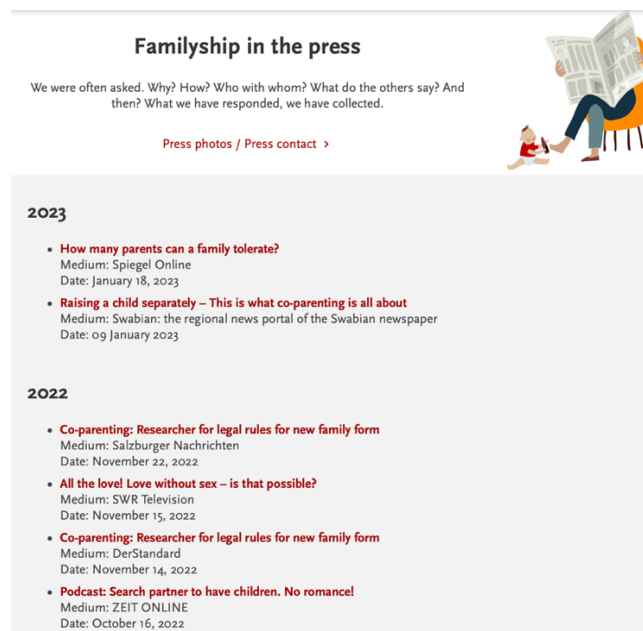 Familyship in the press
We were often asked. Why? How? Who with whom? What do the others say? And
then? What we have responded, we have collected.
Press photos / Press contact ›
2023
• How many parents can a family tolerate?
Medium: Spiegel Online
Date: January 18, 2023
• Raising a child separately – This is what co-parenting is all about
Medium: Swabian: the regional news portal of the Swabian newspaper
Date: 09 January 2023
2022
• Co-parenting: Researcher for legal rules for new family form
Medium: Salzburger Nachrichten
Date: November 22, 2022
• All the love! Love without sex – is that possible?
Medium: SWR Television
Date: November 15, 2022
• Co-parenting: Researcher for legal rules for new family form
Medium: DerStandard
Date: November 14, 2022
• Podcast: Search partner to have children. No romance!
Medium: ZEIT ONLINE
Date: October 16, 2022